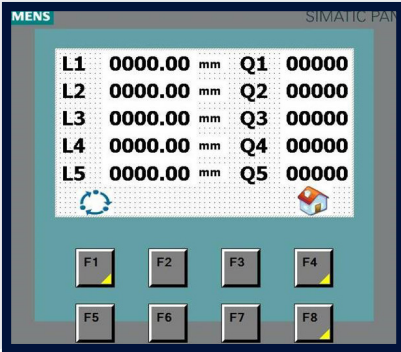 MENS SIMATIC PAN
L1 0000.00 mm Q1 00000
L2 0000.00 mm Q2 00000
L3 0000.00 mm Q3 00000
L4 0000.00 mm Q4 00000
L5 0000.00 mm Q5 00000
F1 F2 F3 F4
F5 F6 F7 F8